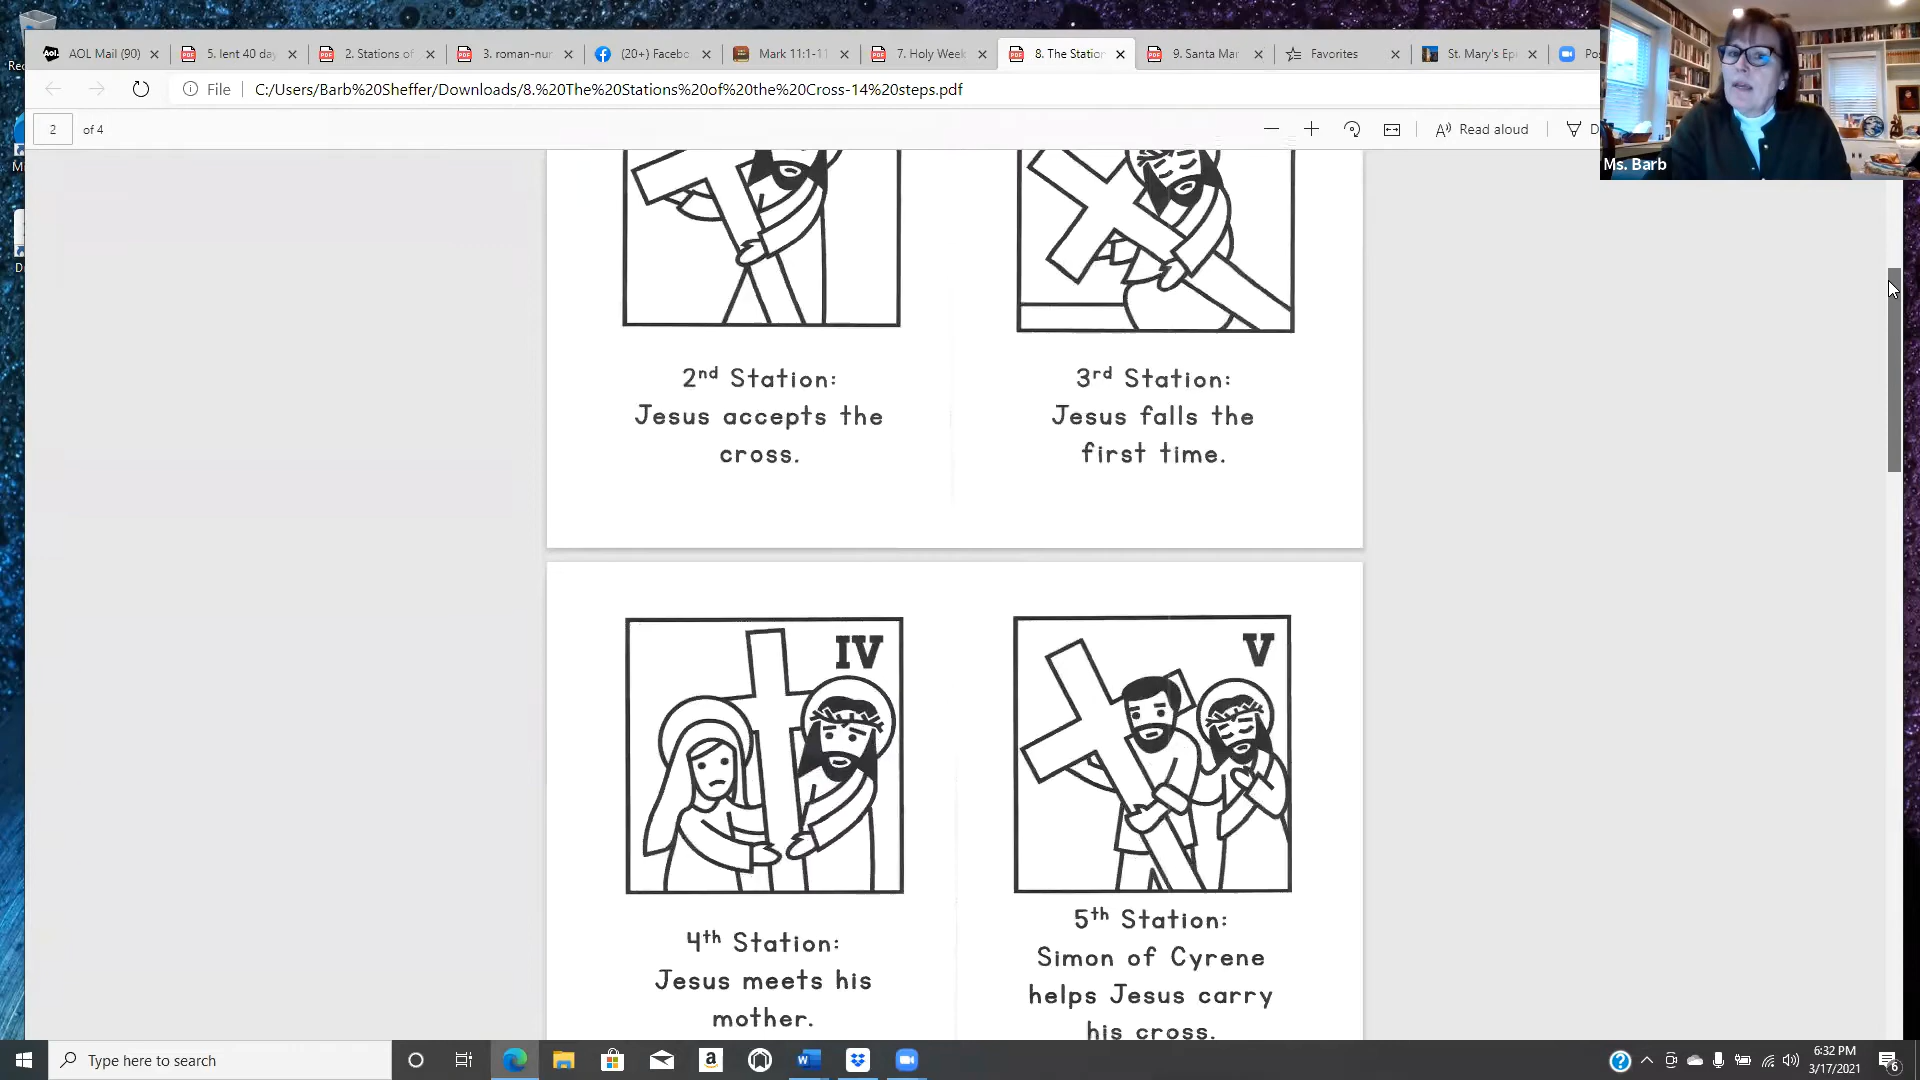 AOL Mail (90)
5. lent 40 day
2. Stations of
3. roman-nur
(20+) Facebo
Mark 11:1-11
7. Holy Week
8. The Station
9. Santa Mar
Favorites
St. Mary's Ep
Pos
File
C:/Users/Barb%20Sheffer/Downloads/8.%20The%20Stations%20of%20the%20Cross-14%20steps.pdf
2 of 4
Read aloud
D
Ms. Barb
2nd Station:
Jesus accepts the
cross.
3rd Station:
Jesus falls the
first time.
IV
4th Station:
Jesus meets his
mother.
V
5th Station:
Simon of Cyrene
helps Jesus carry
his cross.
Type here to search
6:32 PM
3/17/2021
6